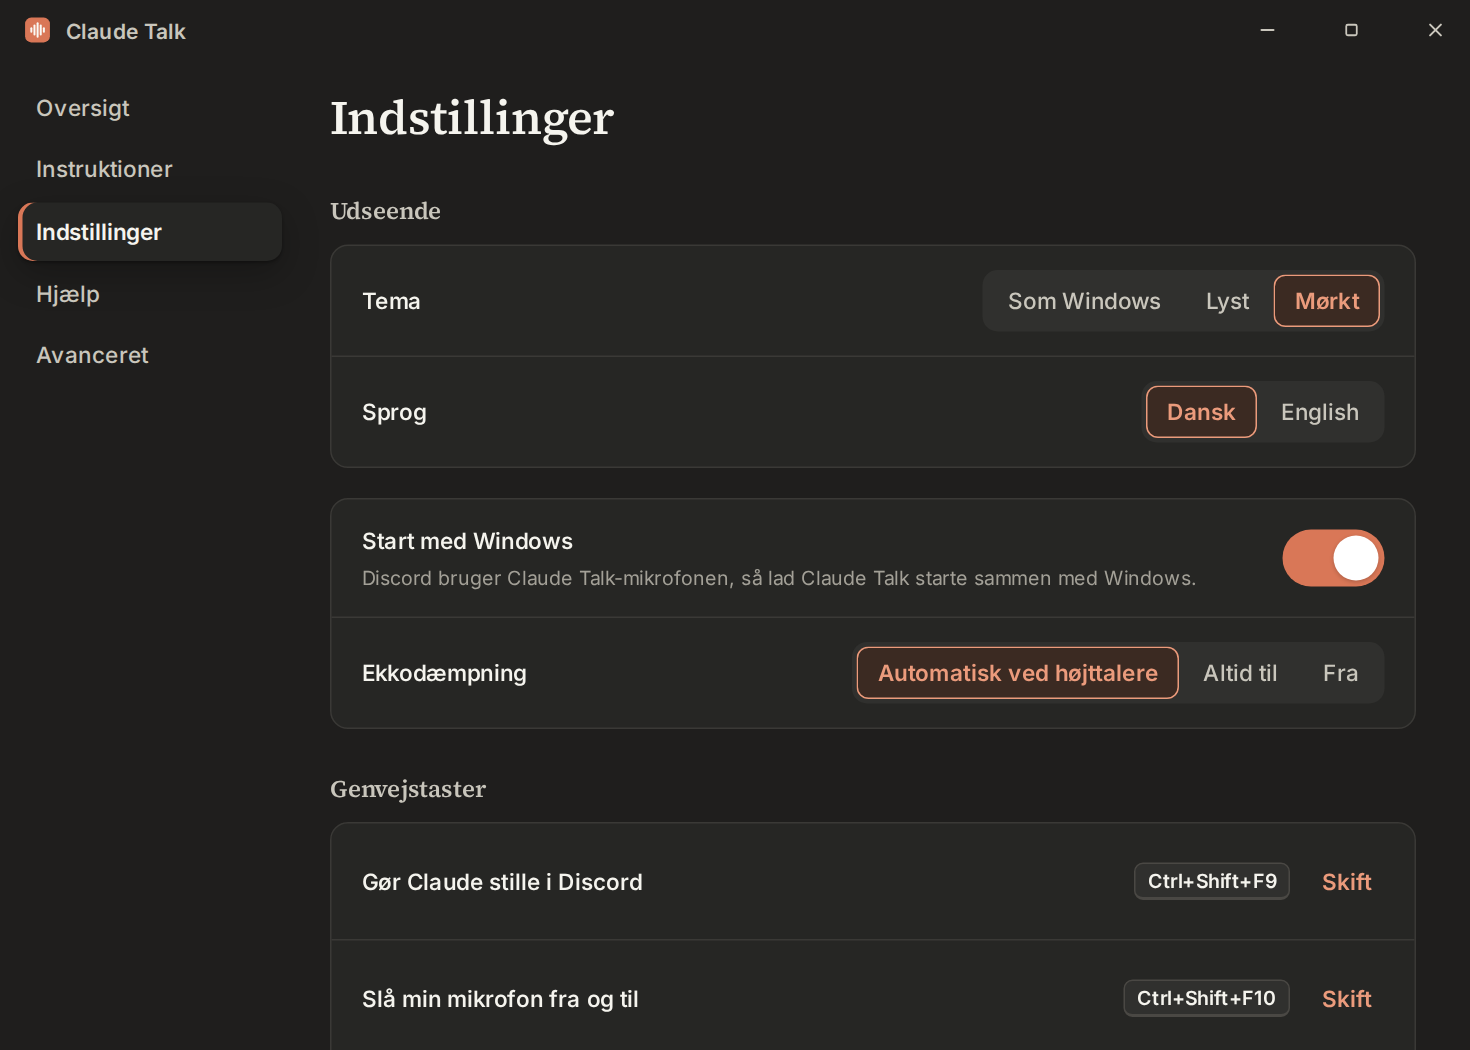 Claude Talk
Oversigt
Instruktioner
Indstillinger
Hjælp
Avanceret
Indstillinger
Udseende
Tema
Som Windows
Lyst
Mørkt
Sprog
Dansk
English
Start med Windows
Discord bruger Claude Talk-mikrofonen, så lad Claude Talk starte sammen med Windows.
Ekkodæmpning
Automatisk ved højttalere
Altid til
Fra
Genvejstaster
Gør Claude stille i Discord
Ctrl+Shift+F9
Skift
Slå min mikrofon fra og til
Ctrl+Shift+F10
Skift